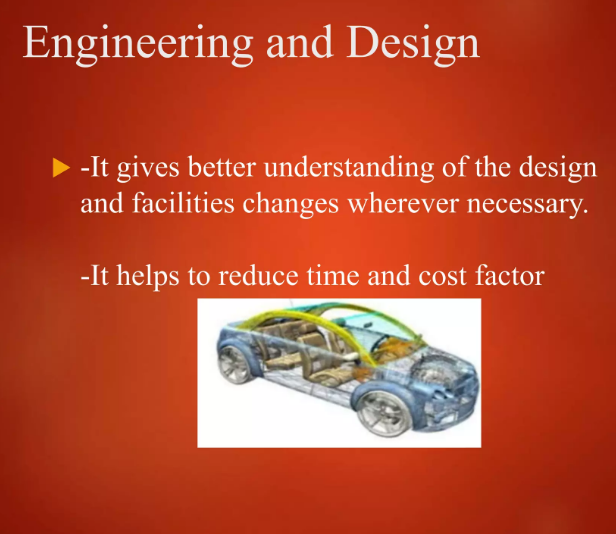 Engineering and Design
-It gives better understanding of the design
and facilities changes wherever necessary.
-It helps to reduce time and cost factor